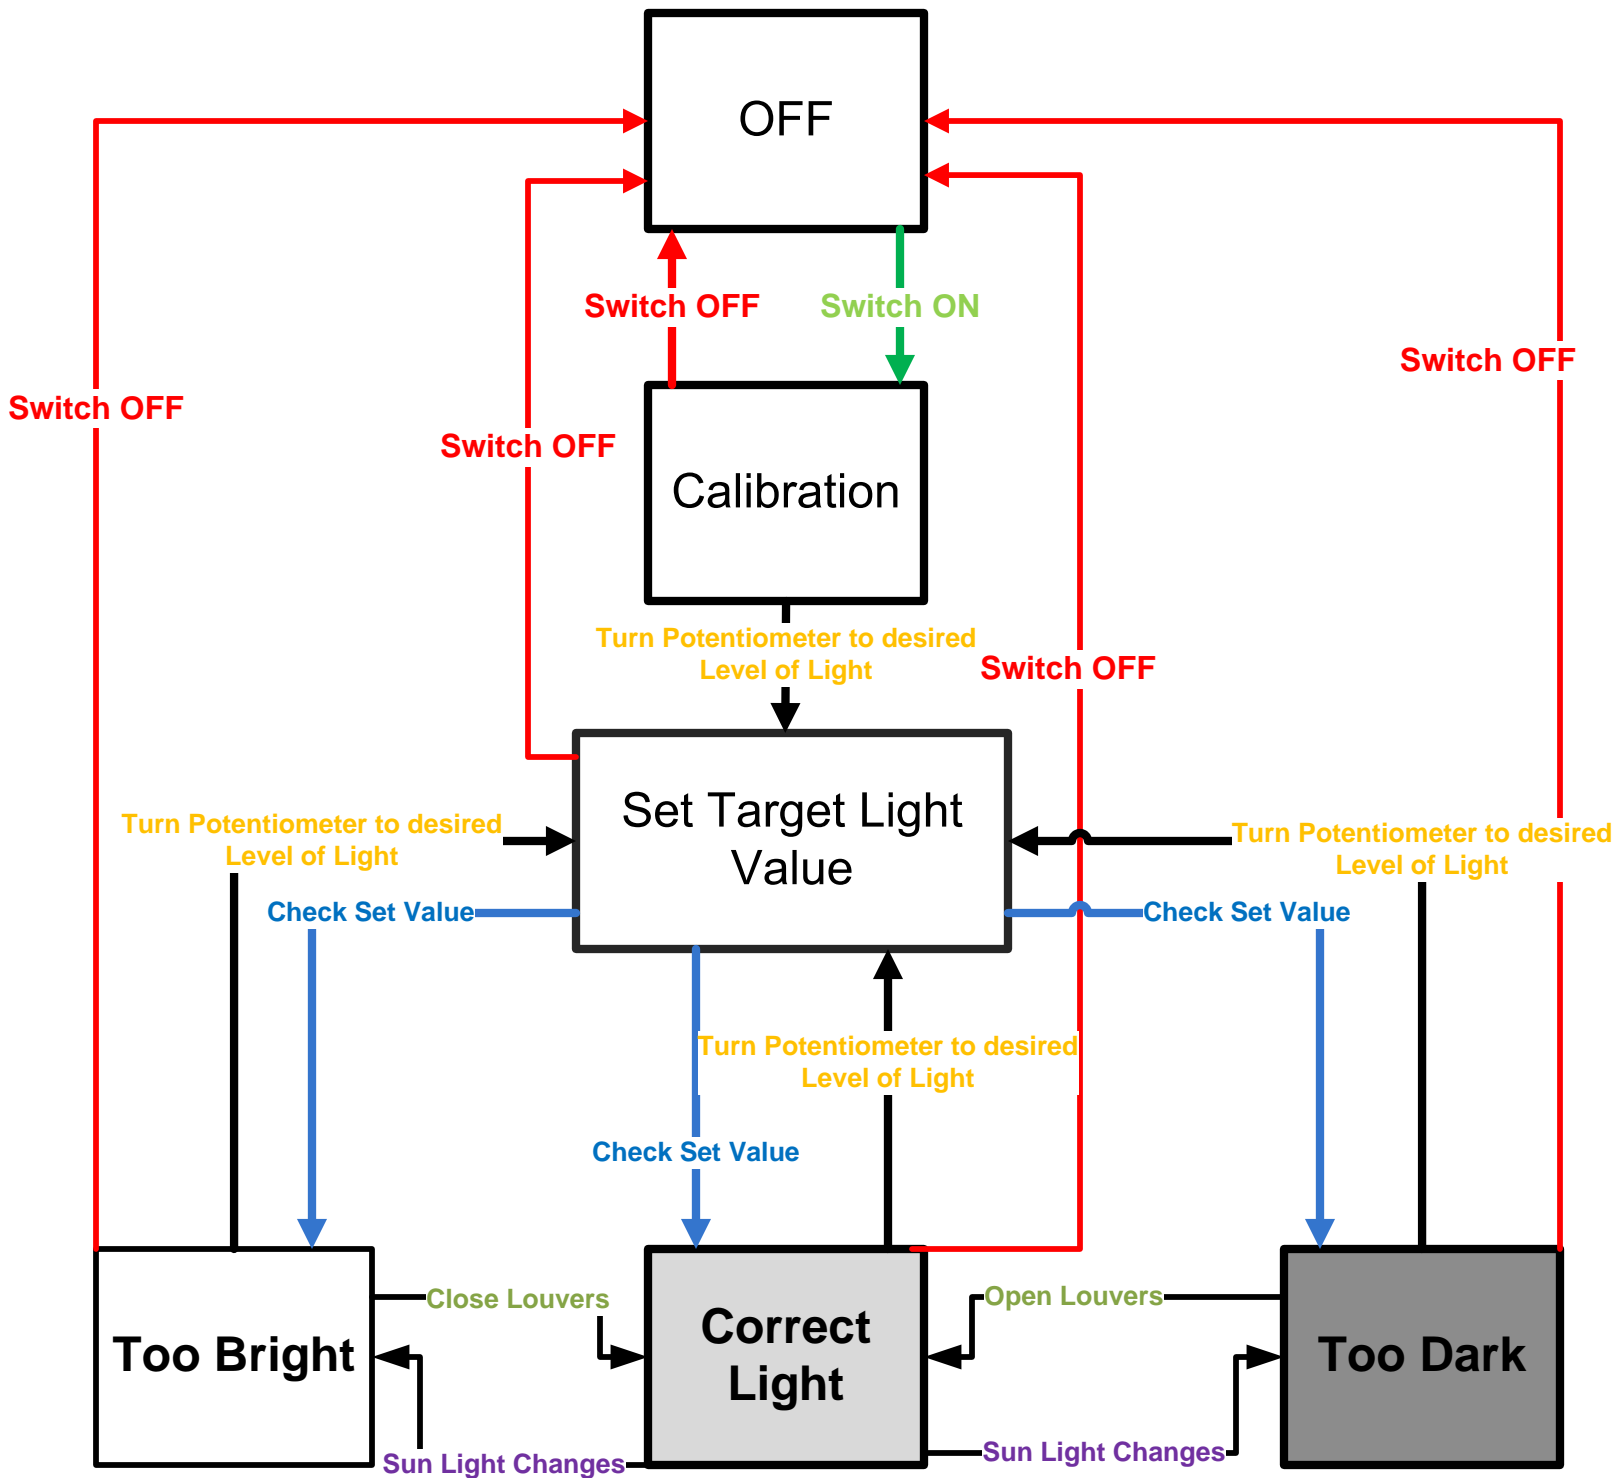 OFF
Switch OFF
Switch ON
Switch OFF
Switch OFF
Switch OFF
Calibration
Turn Potentiometer to desired
Level of Light
Switch OFF
Set Target Light
Value
Turn Potentiometer to desired
Level of Light
Turn Potentiometer to desired
Level of Light
Check Set Value
Check Set Value
Turn Potentiometer to desired
Level of Light
Check Set Value
Close Louvers
Open Louvers
Too Bright
Correct
Light
Too Dark
Sun Light Changes
Sun Light Changes